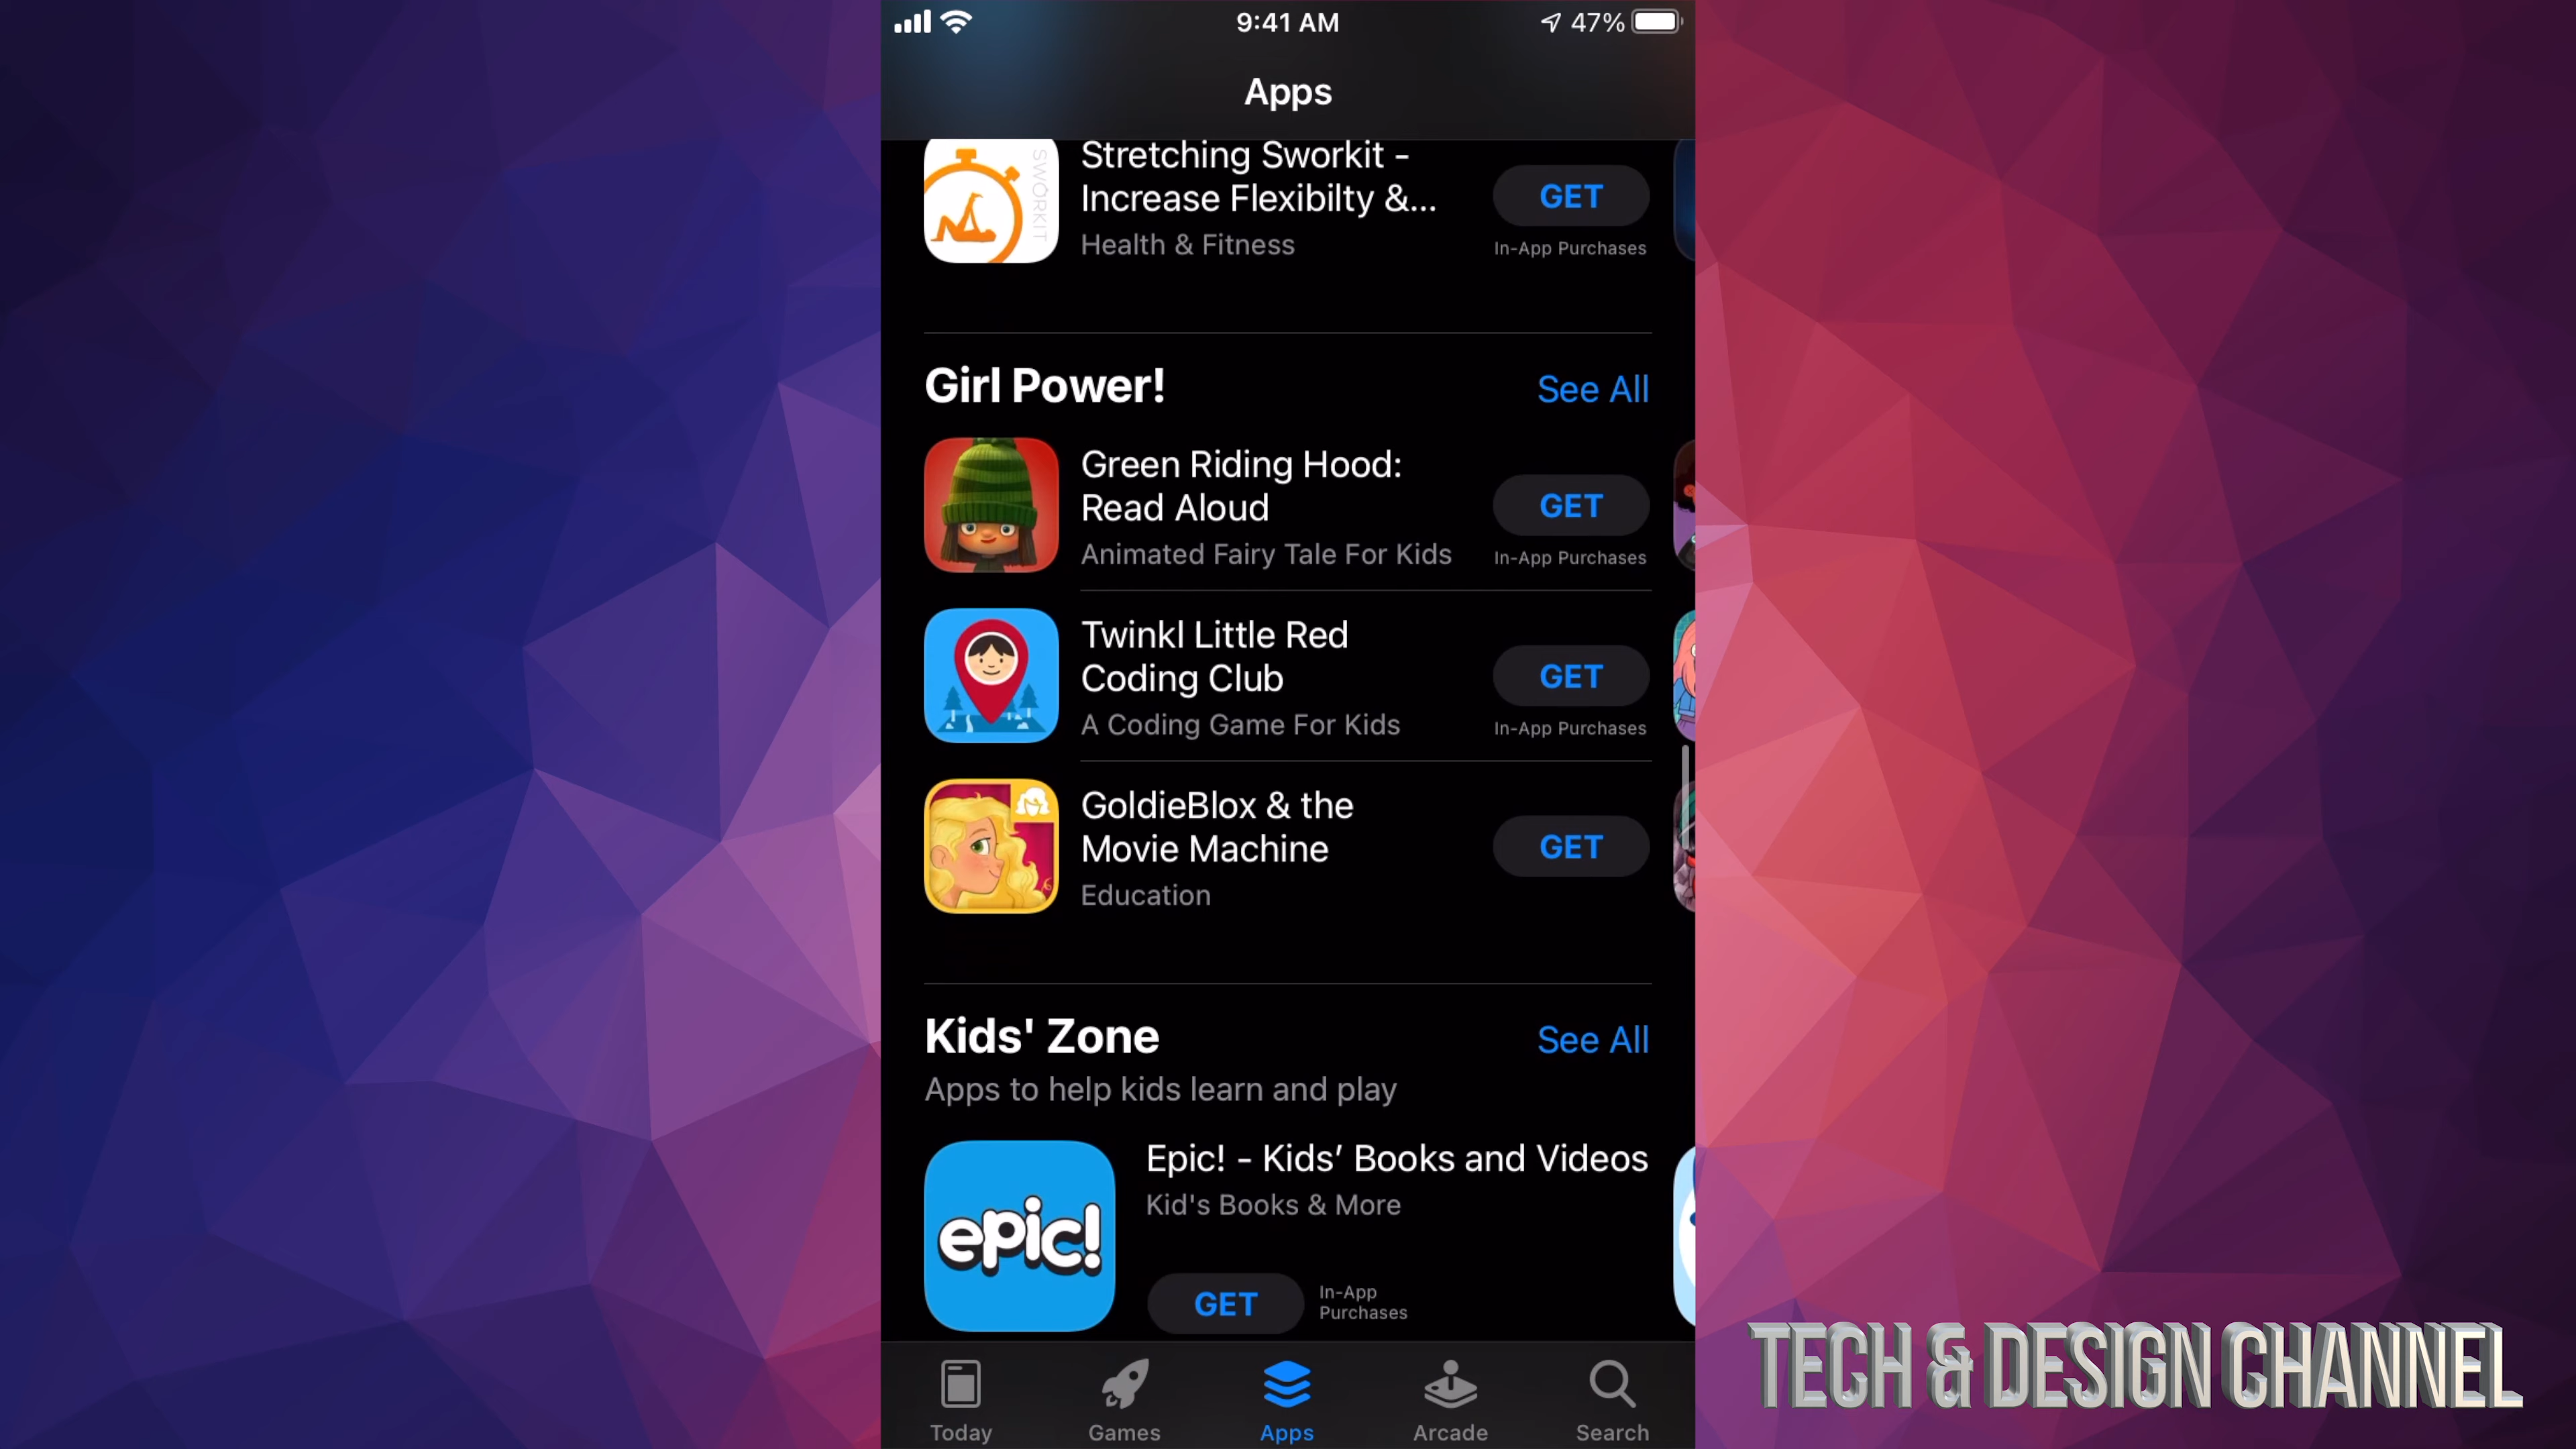 9:41 AM
47%
Apps
Stretching Sworkit -
Increase Flexibilty &...
Health & Fitness
GET
In-App Purchases
SWORKIT
Girl Power!
See All
Green Riding Hood:
Read Aloud
Animated Fairy Tale For Kids
GET
In-App Purchases
Twinkl Little Red
Coding Club
A Coding Game For Kids
GET
In-App Purchases
GoldieBlox & the
Movie Machine
Education
GET
Kids' Zone
See All
Apps to help kids learn and play
epic!
Epic! - Kids’ Books and Videos
Kid's Books & More
GET
In-App
Purchases
Today
Games
Apps
Arcade
Search
TECH & DESIGN CHANNEL